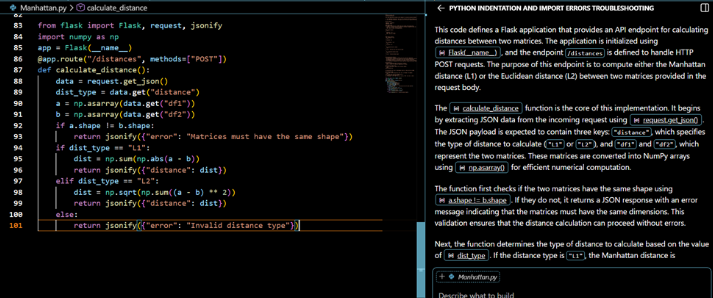 Manhattan.py > calculate_distance
82
83 from flask import Flask, request, jsonify
84 import numpy as np
85 app = Flask(__name__)
86 @app.route("/distances", methods=["POST"])
87 def calculate_distance():
88 data = request.get_json()
89 dist_type = data.get("distance")
90 a = np.asarray(data.get("df1"))
91 b = np.asarray(data.get("df2"))
92 if a.shape != b.shape:
93 return jsonify({"error": "Matrices must have the same shape"})
94 if dist_type == "L1":
95 dist = np.sum(np.abs(a - b))
96 return jsonify({"distance": dist})
97 elif dist_type == "L2":
98 dist = np.sqrt(np.sum((a - b) ** 2))
99 return jsonify({"distance": dist})
100 else:
101 return jsonify({"error": "Invalid distance type"})
PYTHON INDENTATION AND IMPORT ERRORS TROUBLESHOOTING
This code defines a Flask application that provides an API endpoint for calculating
distances between two matrices. The application is initialized using
Flask(__name__) , and the endpoint /distances is defined to handle HTTP
POST requests. The purpose of this endpoint is to compute either the Manhattan
distance (L1) or the Euclidean distance (L2) between two matrices provided in the
request body.
The calculate_distance function is the core of this implementation. It begins
by extracting JSON data from the incoming request using request.get_json() .
The JSON payload is expected to contain three keys: "distance" , which specifies
the type of distance to calculate ( "L1" or "L2" ), and "df1" and "df2" , which
represent the two matrices. These matrices are converted into NumPy arrays
using np.asarray() for efficient numerical computation.
The function first checks if the two matrices have the same shape using
a.shape != b.shape . If they do not, it returns a JSON response with an error
message indicating that the matrices must have the same dimensions. This
validation ensures that the distance calculation can proceed without errors.
Next, the function determines the type of distance to calculate based on the value
of dist_type . If the distance type is "L1" , the Manhattan distance is
+ Manhattan.py
Describe what to build